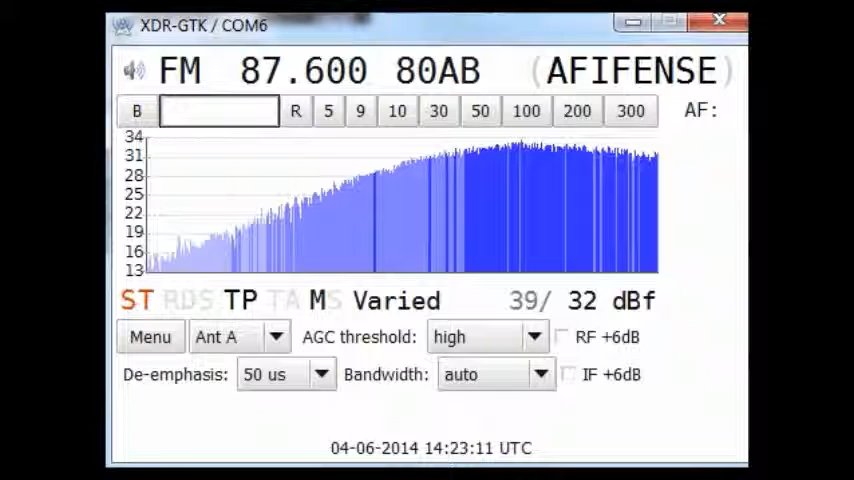 XDR-GTK / COM6
FM 87.600 80AB (AFIFENSE)
B R 5 9 10 30 50 100 200 300 AF:
34
31
28
25
22
19
16
13
ST RDS TP TA MS Varied 39/ 32 dBf
Menu Ant A AGC threshold: high RF +6dB
De-emphasis: 50 us Bandwidth: auto IF +6dB
04-06-2014 14:23:11 UTC